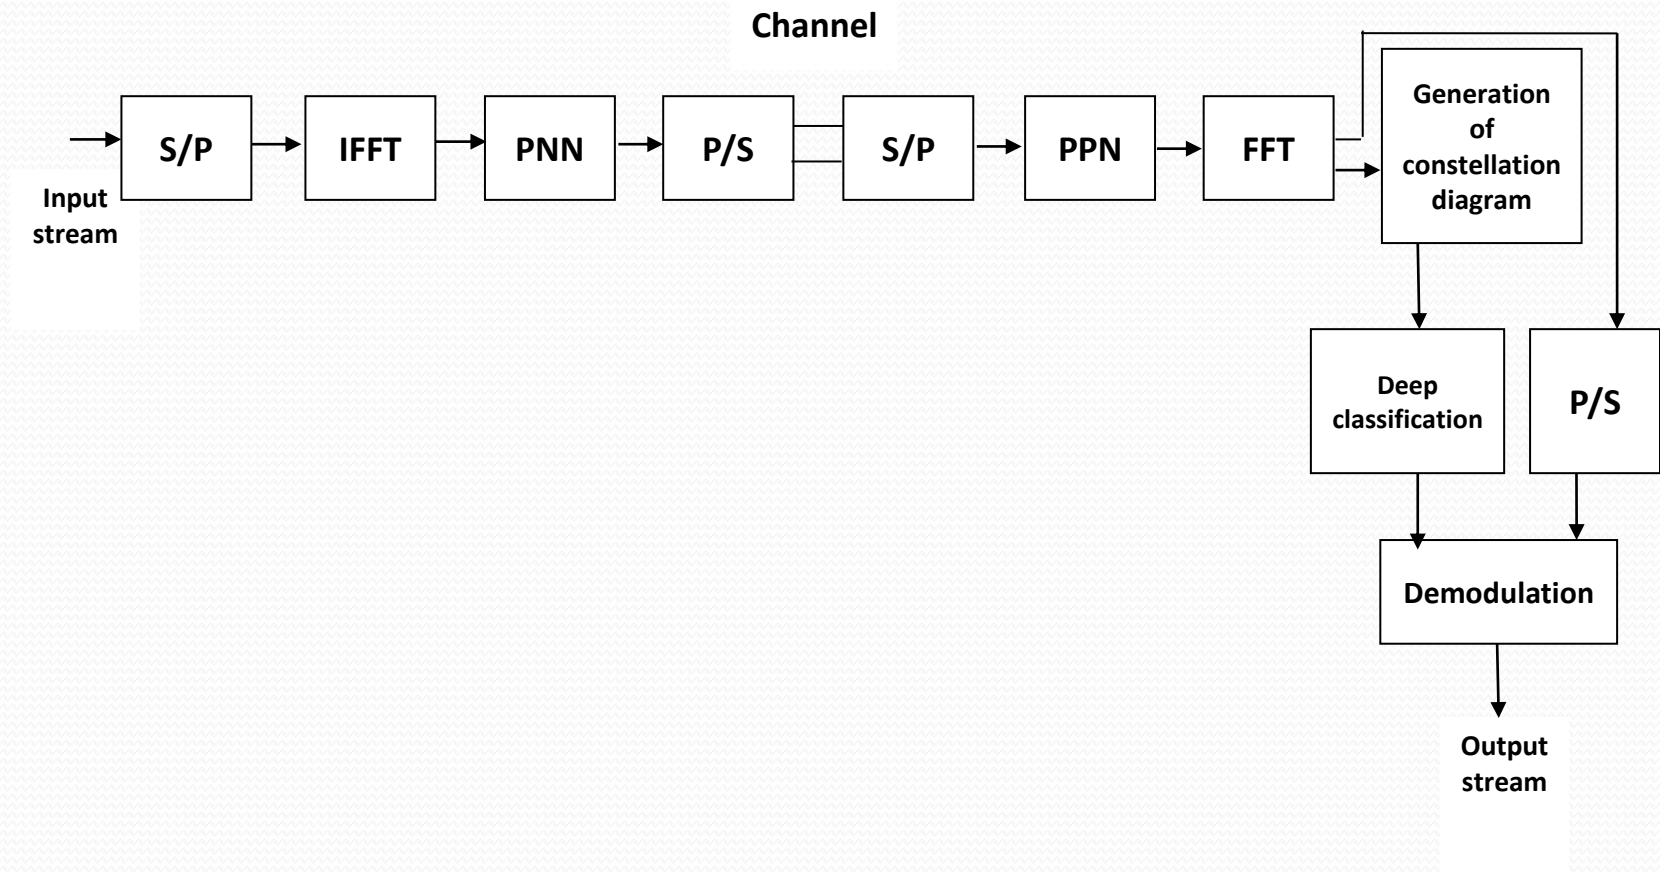 Channel
Input
stream
S/P
IFFT
PNN
P/S
S/P
PPN
FFT
Generation
of
constellation
diagram
Deep
classification
P/S
Demodulation
Output
stream